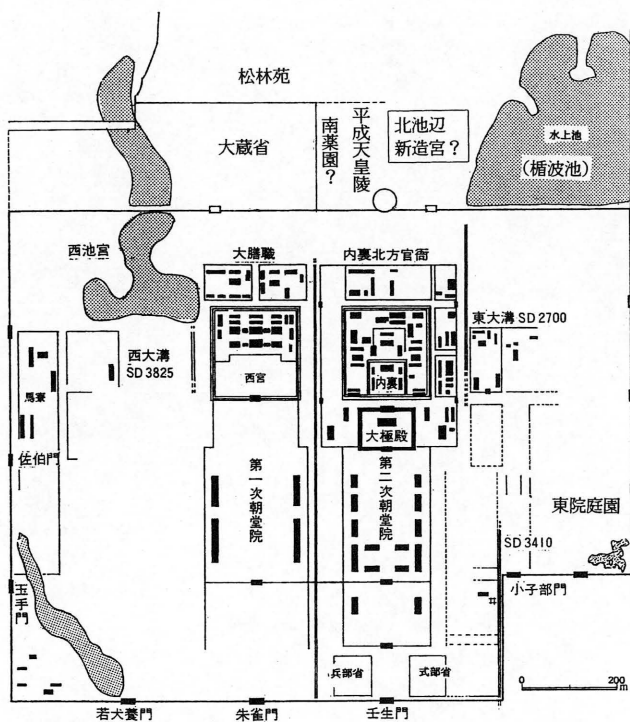 松林苑
大蔵省
南薬園？
平成天皇陵
北池辺
新造宮？
水上池
(楯波池)
西池宮
大膳職
内裏北方官衙
西大溝
SD 3825
東大溝 SD 2700
西宮
内裏
馬寮
大極殿
佐伯門
第一次朝堂院
第二次朝堂院
東院庭園
SD 3410
玉手門
小子部門
兵部省
式部省
0
200
m
若犬養門
朱雀門
壬生門